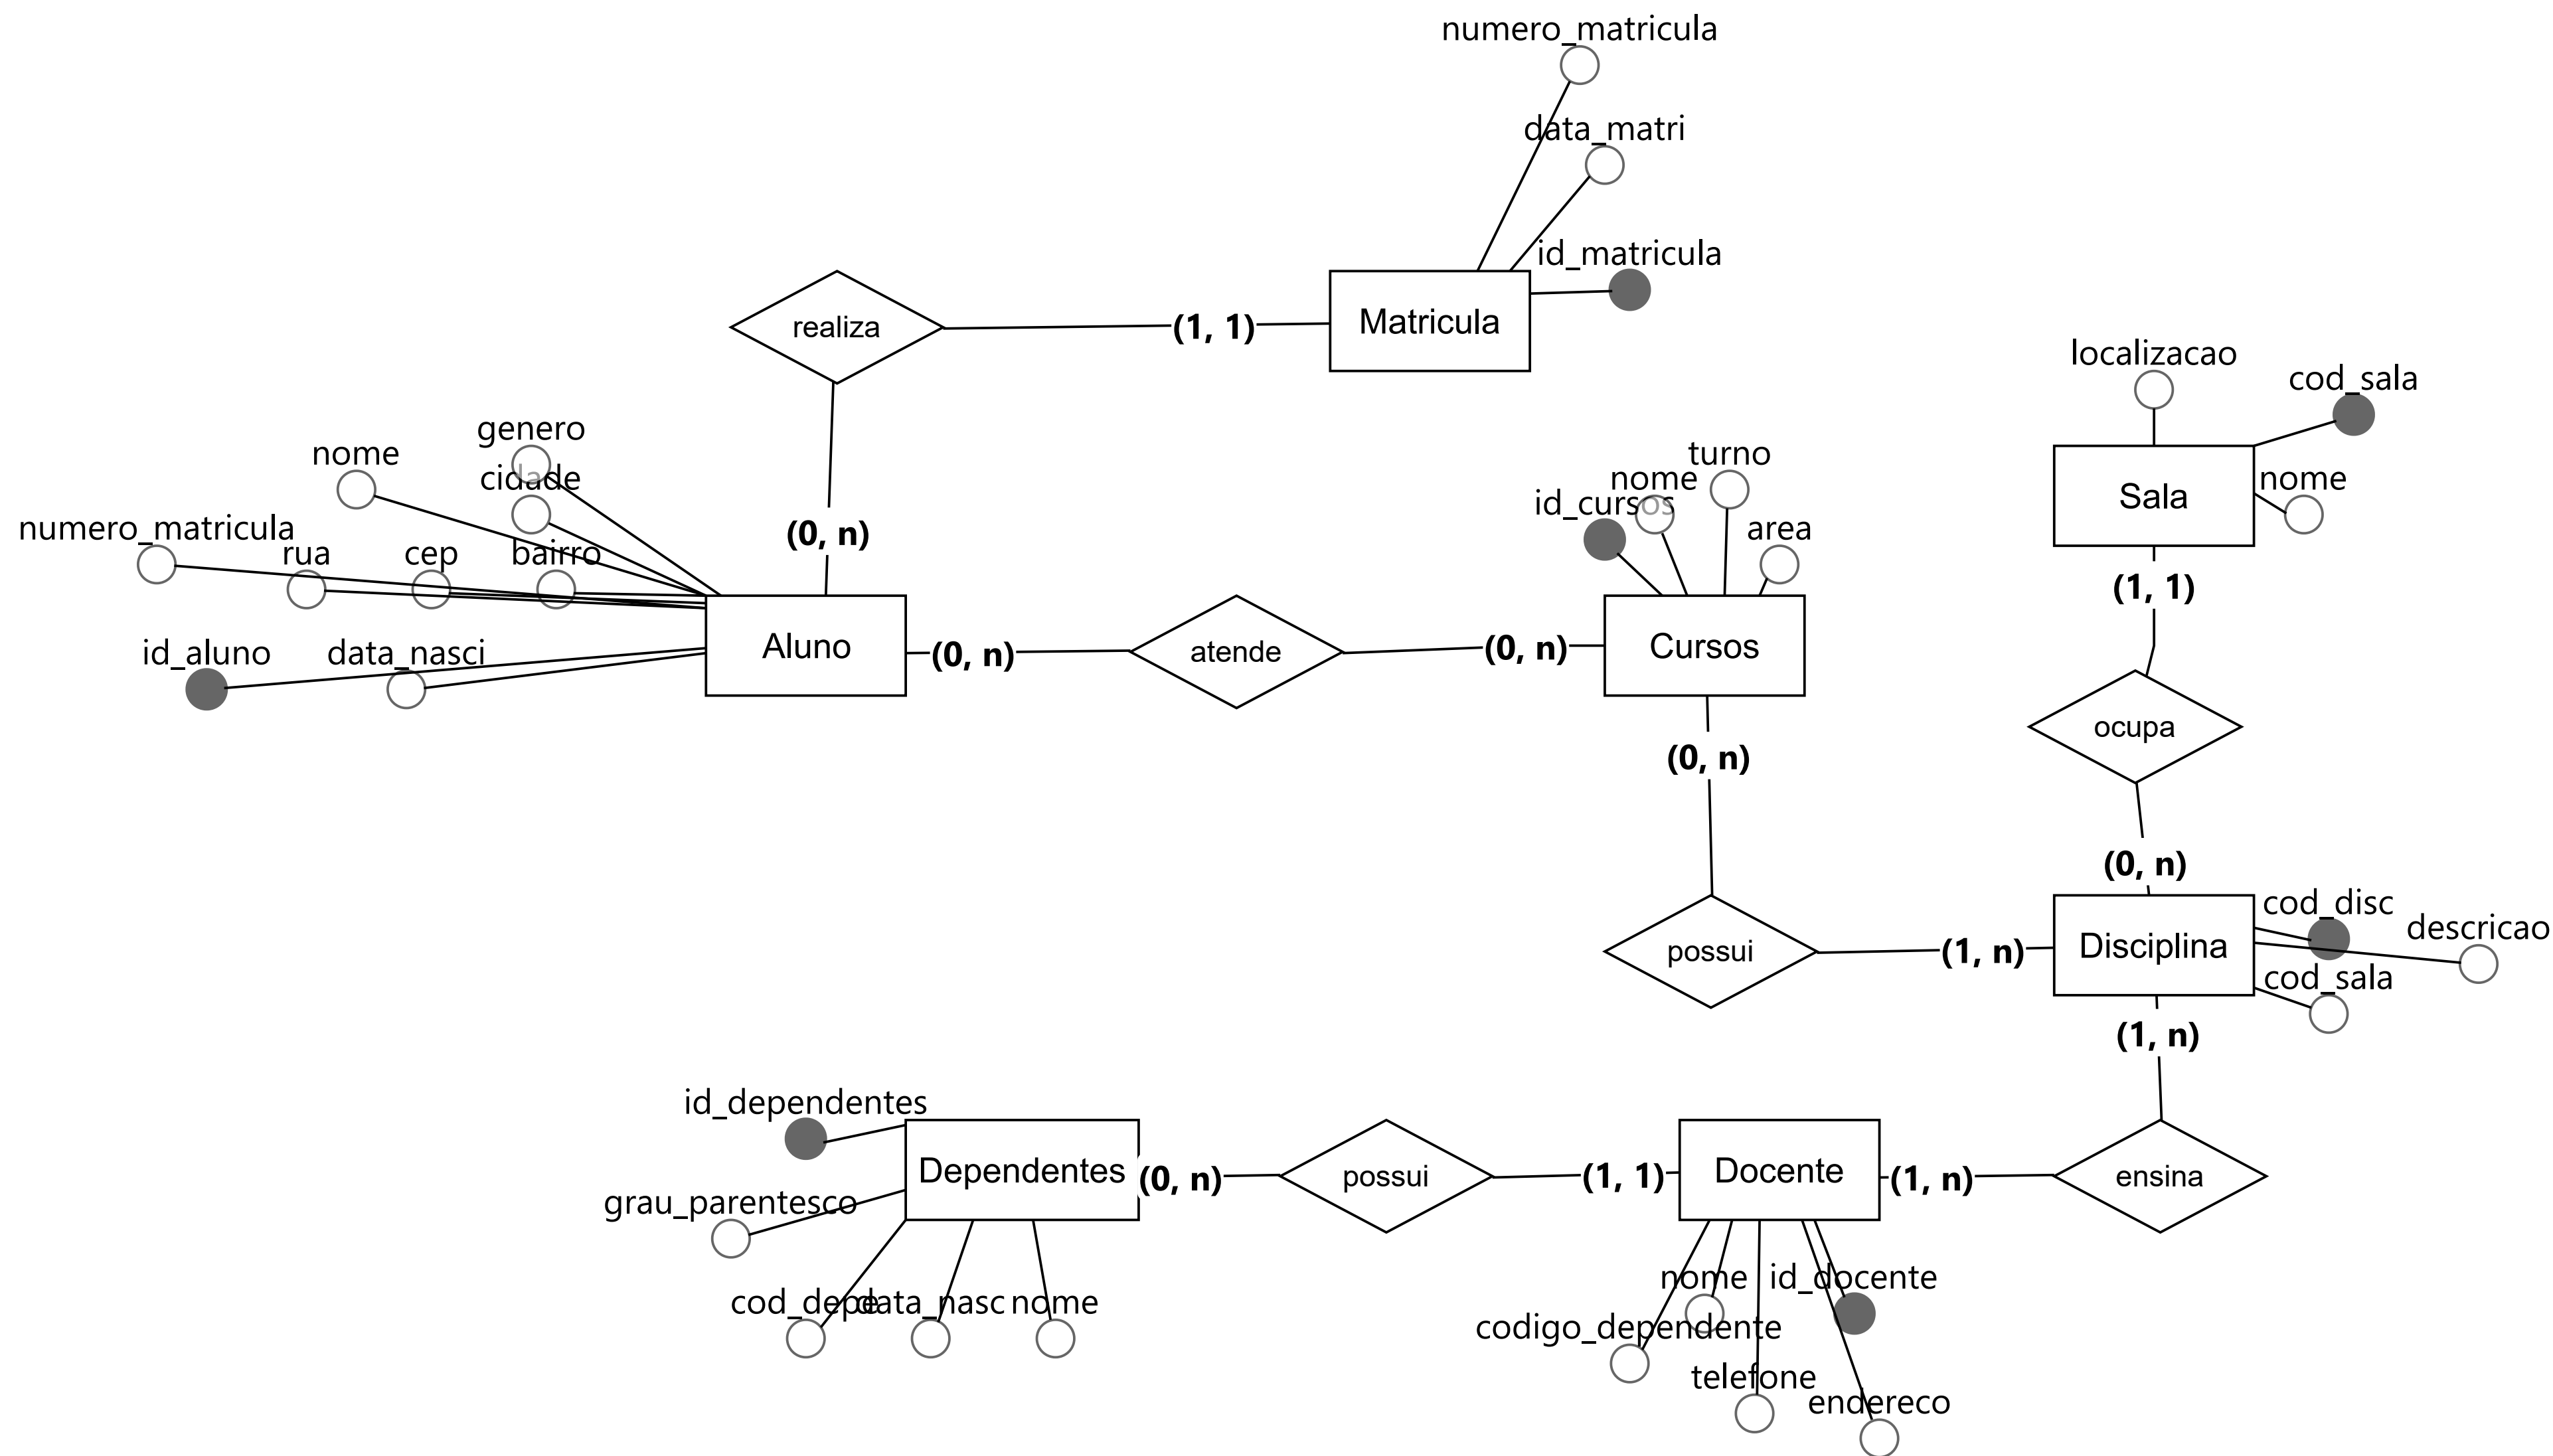 numero_matricula
data_matri
id_matricula
realiza
(1, 1)
Matricula
localizacao
cod_sala
genero
nome
cidade
turno
nome
id_cursos
Sala
nome
numero_matricula
rua
cep
bairro
(0, n)
area
(1, 1)
id_aluno
data_nasci
Aluno
(0, n)
atende
(0, n)
Cursos
ocupa
(0, n)
(0, n)
cod_disc
descricao
possui
(1, n)
Disciplina
cod_sala
(1, n)
id_dependentes
Dependentes
(0, n)
possui
(1, 1)
Docente
(1, n)
ensina
grau_parentesco
cod_depe
data_nasc
nome
nome
id_docente
codigo_dependente
telefone
endereco